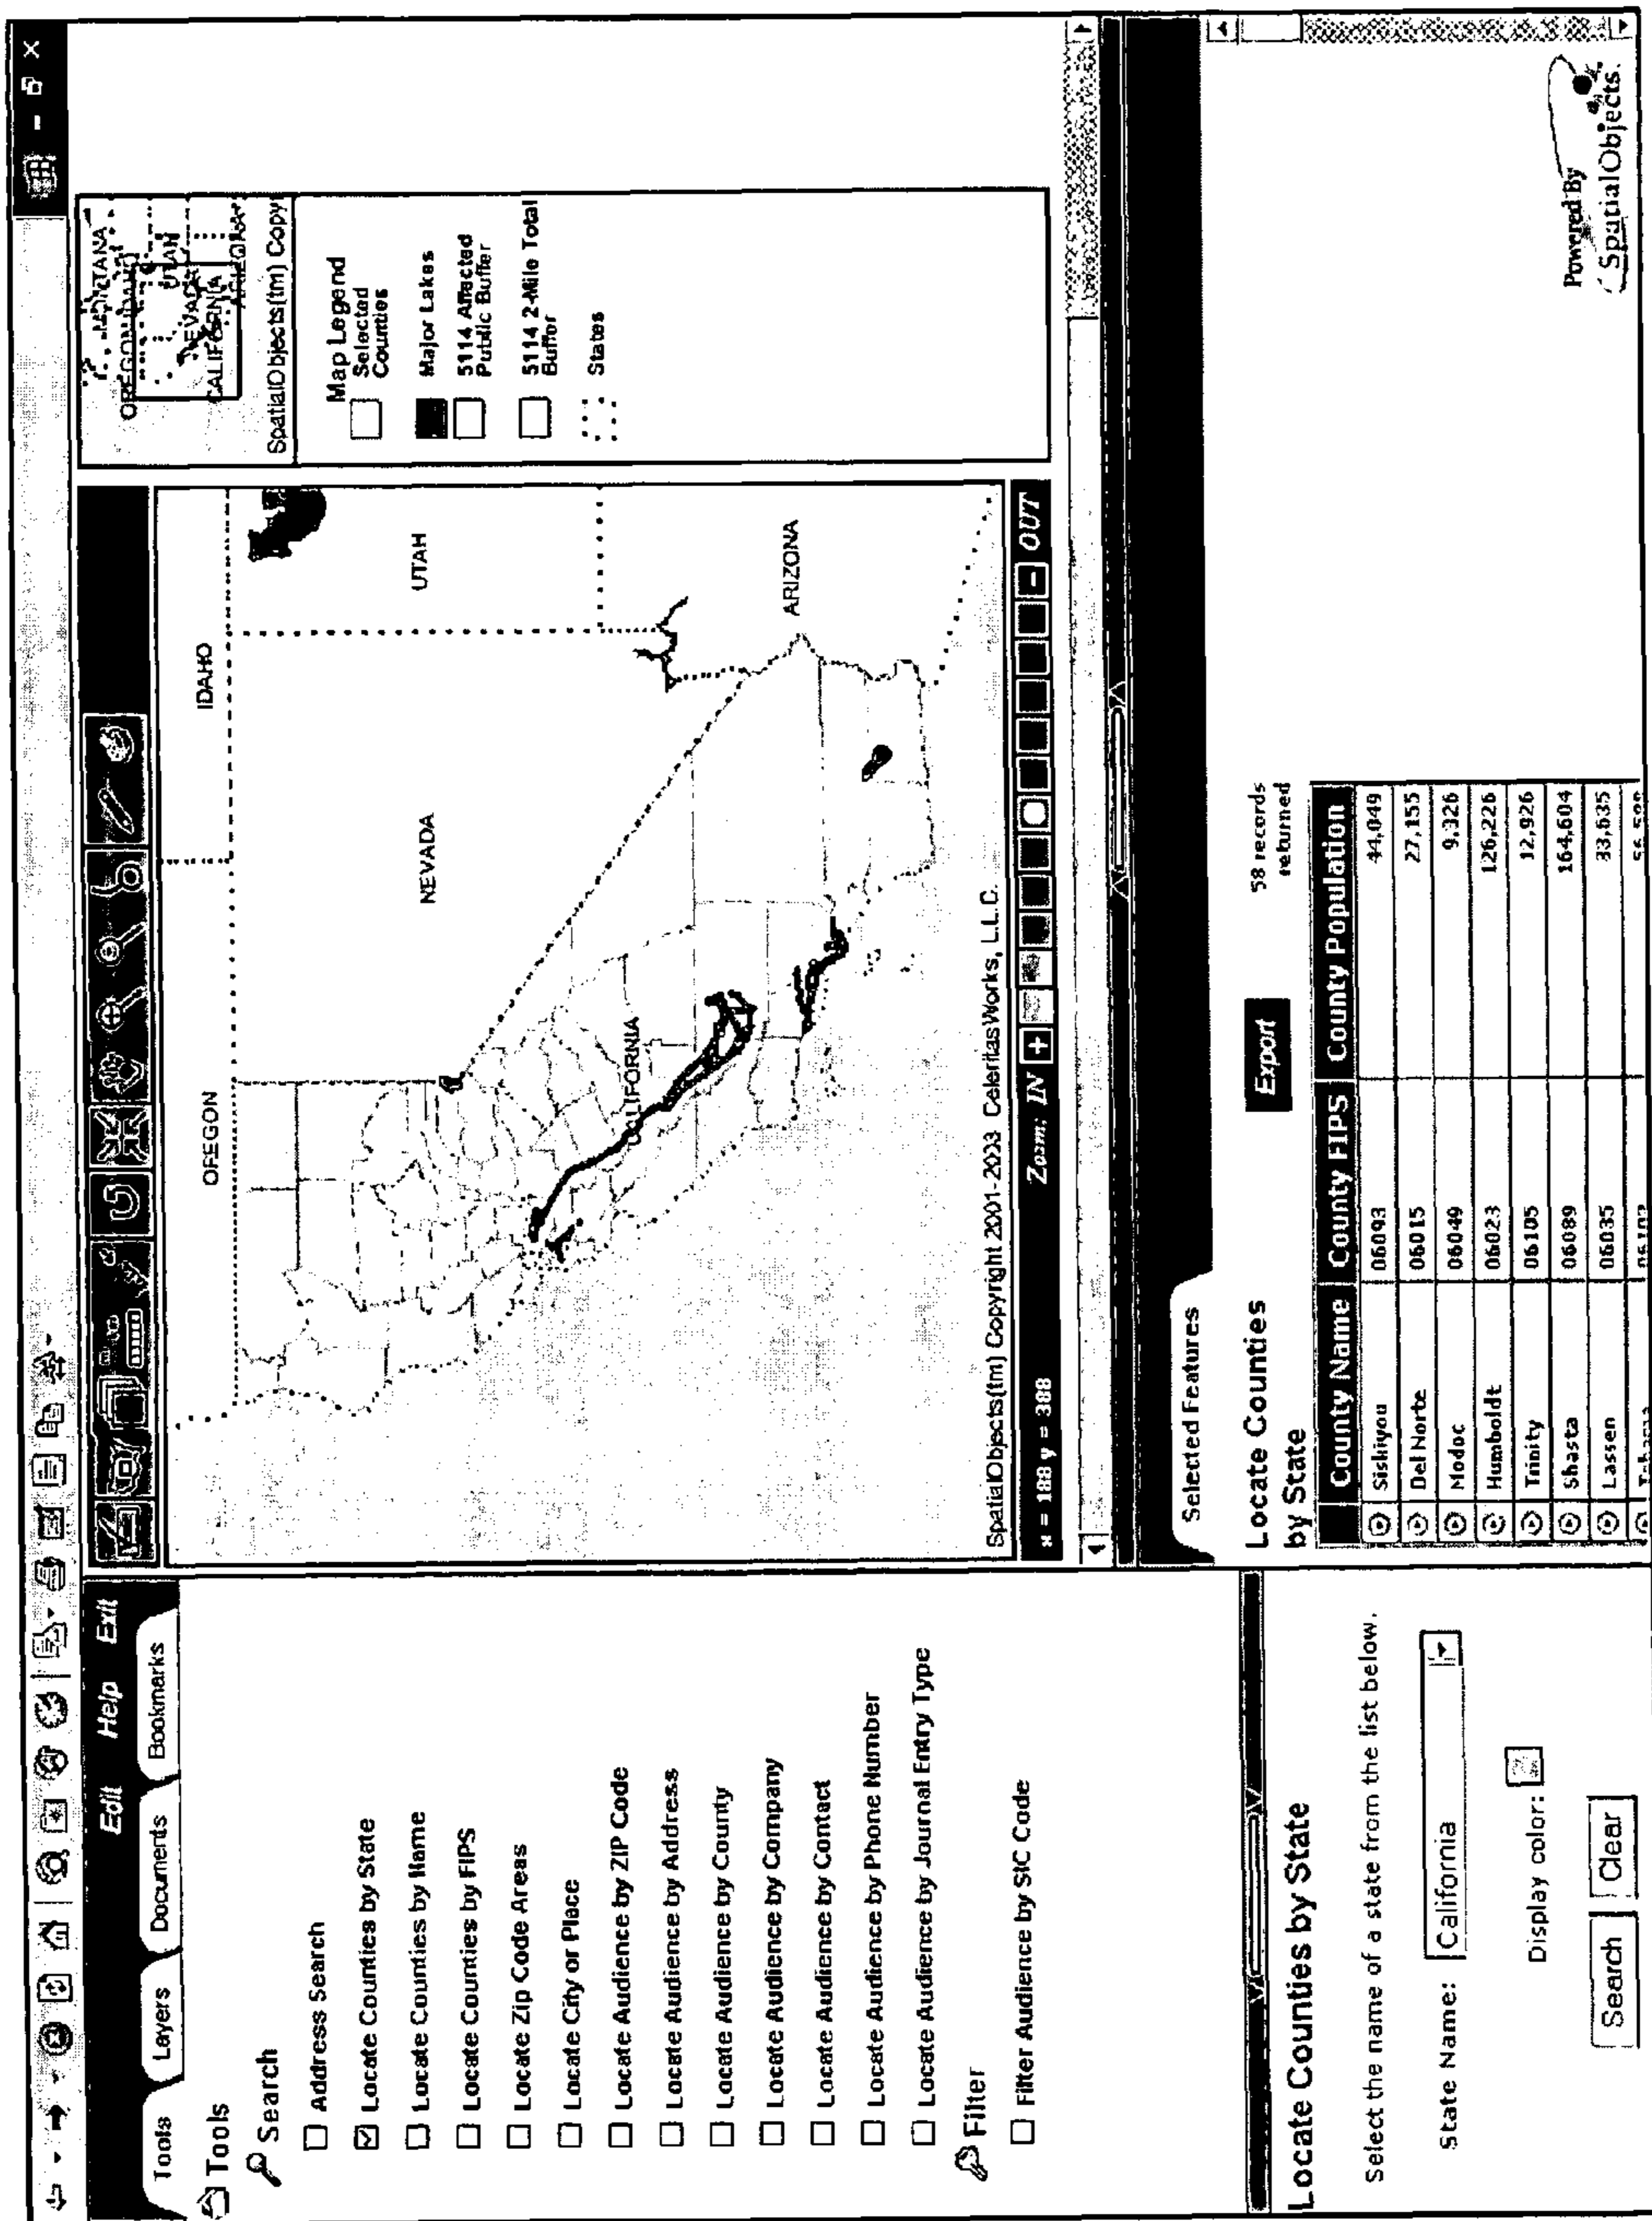 Edit Help Exit
Tools Layers Documents Bookmarks
Tools
Search
Address Search
Locate Counties by State
Locate Counties by Name
Locate Counties by FIPS
Locate Zip Code Areas
Locate City or Place
Locate Audience by ZIP Code
Locate Audience by Address
Locate Audience by County
Locate Audience by Company
Locate Audience by Contact
Locate Audience by Phone Number
Locate Audience by Journal Entry Type
Filter
Filter Audience by SIC Code
Locate Counties by State
Select the name of a state from the list below.
State Name: California
Display color:
Search Clear
OREGON
IDAHO
NEVADA
UTAH
CALIFORNIA
ARIZONA
SpatialObjects(tm) Copyright 2001-2003 CeleritasWorks, L.L.C.
x = 188 y = 388 Zoom: IN + - OUT
MONTANA
OREGON IDAHO
UTAH
NEVADA
CALIFORNIA
ARIZONA
SpatialObjects(tm) Copy
Map Legend
Selected
Counties
Major Lakes
5114 Affected
Public Buffer
5114 2-Mile Total
Buffer
States
Selected Features
Locate Counties
by State
Export
58 records
returned
County Name County FIPS County Population
Siskiyou 06093 44,049
Del Norte 06015 27,155
Modoc 06049 9,326
Humboldt 06023 126,226
Trinity 06105 12,926
Shasta 06089 164,604
Lassen 06035 33,635
Powered By
SpatialObjects.